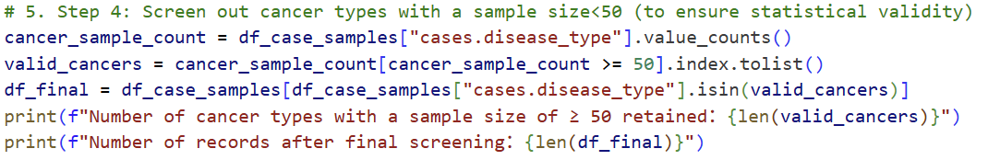 # 5. Step 4: Screen out cancer types with a sample size<50 (to ensure statistical validity)
cancer_sample_count = df_case_samples["cases.disease_type"].value_counts()
valid_cancers = cancer_sample_count[cancer_sample_count >= 50].index.tolist()
df_final = df_case_samples[df_case_samples["cases.disease_type"].isin(valid_cancers)]
print(f"Number of cancer types with a sample size of ≥ 50 retained：{len(valid_cancers)}")
print(f"Number of records after final screening：{len(df_final)}")